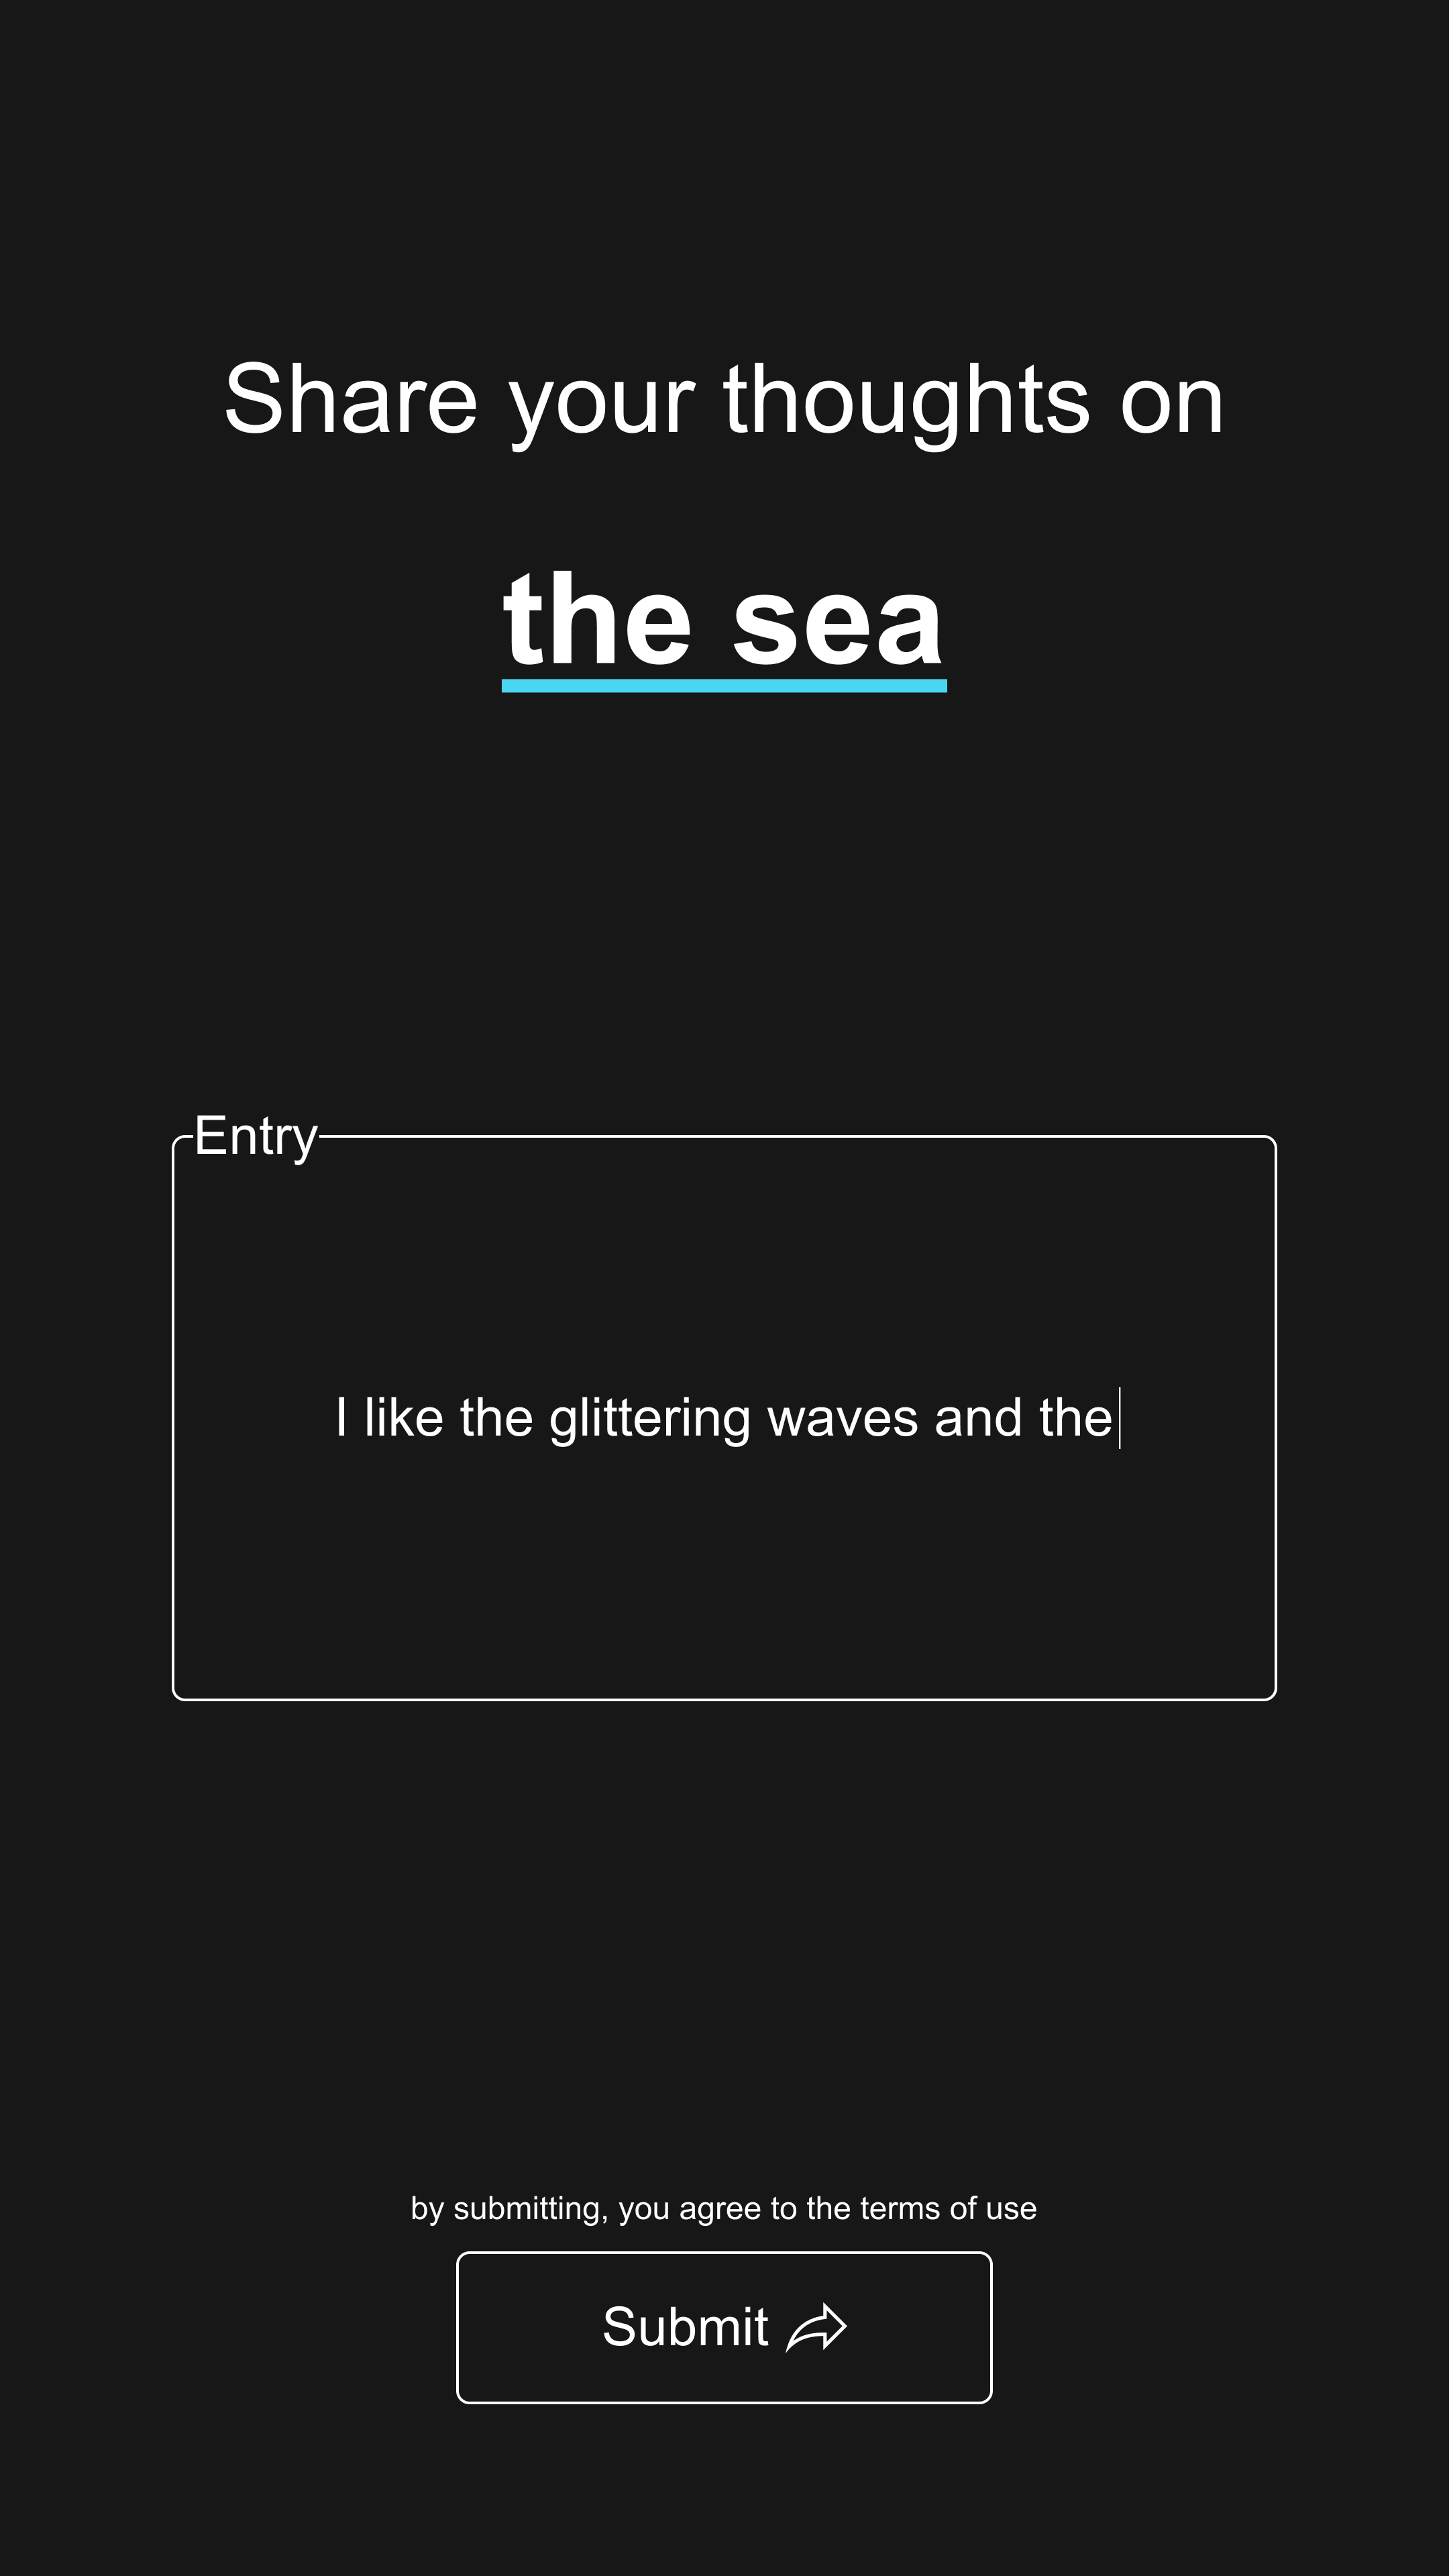 Share your thoughts on
the sea
Entry
I like the glittering waves and the
by submitting, you agree to the terms of use
Submit